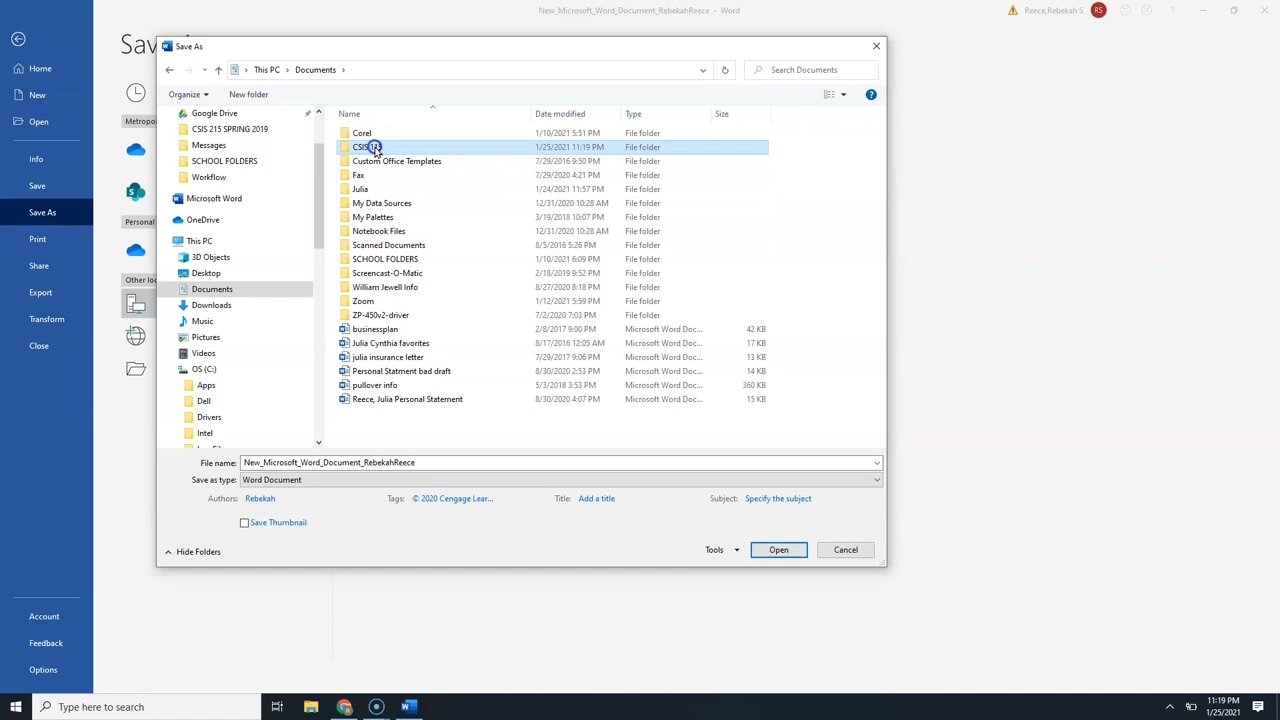 New_Microsoft_Word_Document_RebekahReece - Word
Reece,Rebekah S
RS
?
Save As
This PC
Documents
Search Documents
Organize
New folder
Home
New
Open
Info
Save
Save As
Print
Share
Export
Transform
Close
Account
Feedback
Options
Metropo
Personal
Other loc
Google Drive
CSIS 215 SPRING 2019
Messages
SCHOOL FOLDERS
Workflow
Microsoft Word
OneDrive
This PC
3D Objects
Desktop
Documents
Downloads
Music
Pictures
Videos
OS (C:)
Apps
Dell
Drivers
Intel
Name Date modified Type Size
Corel 1/10/2021 5:51 PM File folder
CSIS 1/25/2021 11:19 PM File folder
Custom Office Templates 7/29/2016 9:50 PM File folder
Fax 7/29/2020 4:21 PM File folder
Julia 1/24/2021 11:57 PM File folder
My Data Sources 12/31/2020 10:28 AM File folder
My Palettes 3/19/2018 10:07 PM File folder
Notebook Files 12/31/2020 10:28 AM File folder
Scanned Documents 8/5/2016 5:26 PM File folder
SCHOOL FOLDERS 1/10/2021 6:09 PM File folder
Screencast-O-Matic 2/18/2019 9:52 PM File folder
William Jewell Info 8/27/2020 8:18 PM File folder
Zoom 1/12/2021 5:59 PM File folder
ZP-450v2-driver 7/2/2020 7:03 PM File folder
businessplan 2/8/2017 9:00 PM Microsoft Word Doc... 42 KB
Julia Cynthia favorites 8/17/2016 12:05 AM Microsoft Word Doc... 17 KB
julia insurance letter 7/29/2017 9:06 PM Microsoft Word Doc... 13 KB
Personal Statment bad draft 8/30/2020 2:53 PM Microsoft Word Doc... 14 KB
pullover info 5/3/2018 3:53 PM Microsoft Word Doc... 360 KB
Reece, Julia Personal Statement 8/30/2020 4:07 PM Microsoft Word Doc... 15 KB
File name: New_Microsoft_Word_Document_RebekahReece
Save as type: Word Document
Authors: Rebekah Tags: © 2020 Cengage Lear... Title: Add a title Subject: Specify the subject
Save Thumbnail
Hide Folders
Tools
Open
Cancel
Type here to search
11:19 PM
1/25/2021